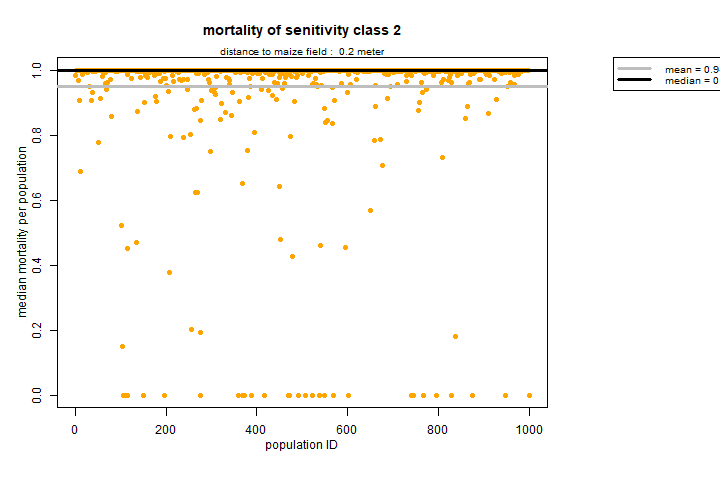 mortality of senitivity class 2
distance to maize field :  0.2 meter
1.0
0.8
0.6
0.4
0.2
0.0
median mortality per population
0 200 400 600 800 1000
population ID
mean = 0.9
median = 0